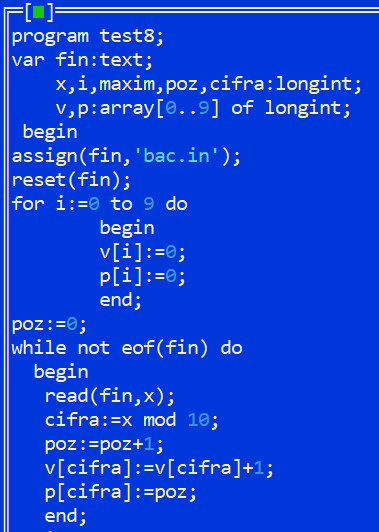 program test8;
var fin:text;
x,i,maxim,poz,cifra:longint;
v,p:array[0..9] of longint;
begin
assign(fin,'bac.in');
reset(fin);
for i:=0 to 9 do
begin
v[i]:=0;
p[i]:=0;
end;
poz:=0;
while not eof(fin) do
begin
read(fin,x);
cifra:=x mod 10;
poz:=poz+1;
v[cifra]:=v[cifra]+1;
p[cifra]:=poz;
end;